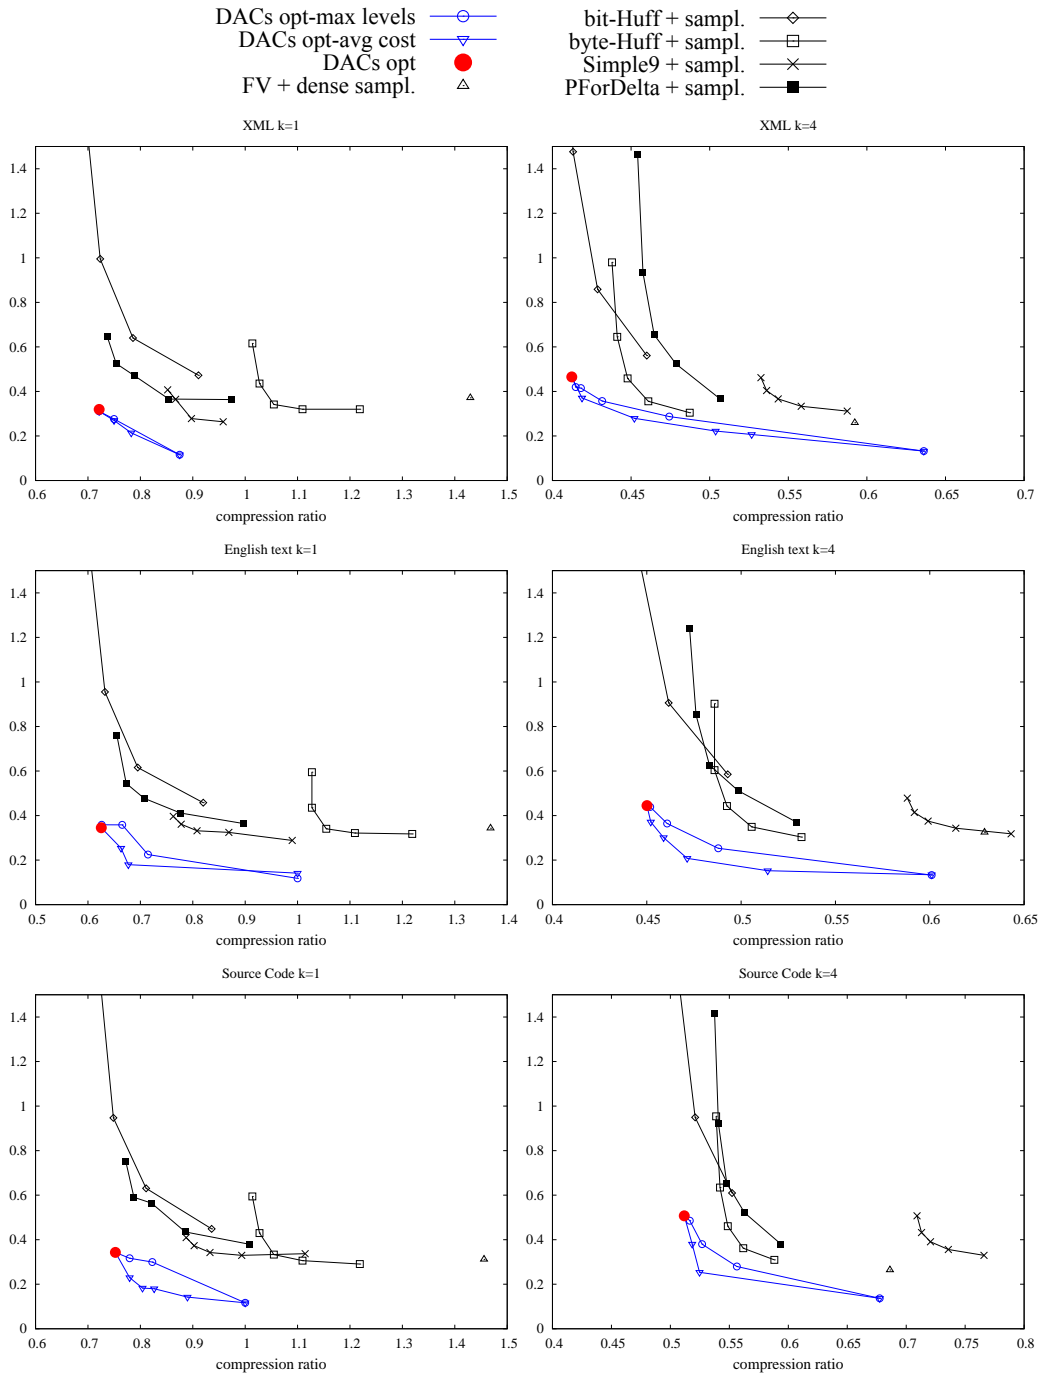 DACs opt-max levels
DACs opt-avg cost
DACs opt
FV + dense sampl.
bit-Huff + sampl.
byte-Huff + sampl.
Simple9 + sampl.
PForDelta + sampl.
XML k=1
1.4
1.2
1
0.8
0.6
0.4
0.2
0
0.6 0.7 0.8 0.9 1 1.1 1.2 1.3 1.4 1.5
compression ratio
XML k=4
1.4
1.2
1
0.8
0.6
0.4
0.2
0
0.4 0.45 0.5 0.55 0.6 0.65 0.7
compression ratio
English text k=1
1.4
1.2
1
0.8
0.6
0.4
0.2
0
0.5 0.6 0.7 0.8 0.9 1 1.1 1.2 1.3 1.4
compression ratio
English text k=4
1.4
1.2
1
0.8
0.6
0.4
0.2
0
0.4 0.45 0.5 0.55 0.6 0.65
compression ratio
Source Code k=1
1.4
1.2
1
0.8
0.6
0.4
0.2
0
0.6 0.7 0.8 0.9 1 1.1 1.2 1.3 1.4 1.5
compression ratio
Source Code k=4
1.4
1.2
1
0.8
0.6
0.4
0.2
0
0.4 0.45 0.5 0.55 0.6 0.65 0.7 0.75 0.8
compression ratio